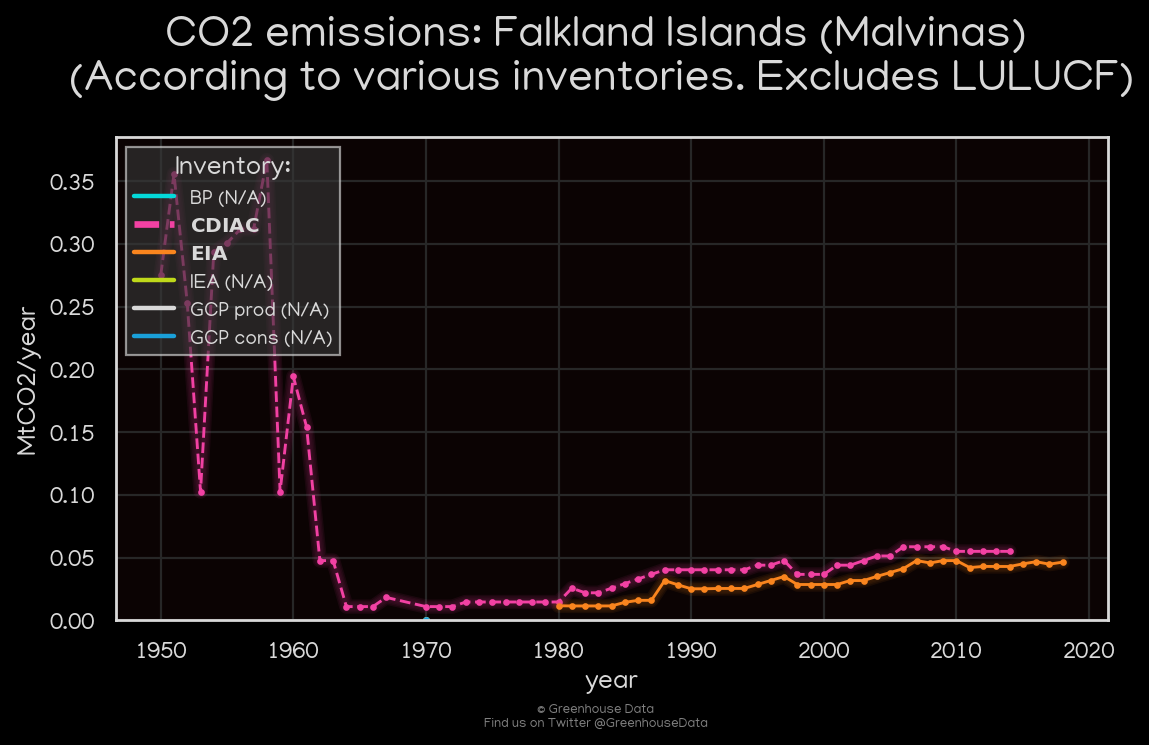 CO2 emissions: Falkland Islands (Malvinas)
(According to various inventories. Excludes LULUCF)
Inventory:
BP (N/A)
CDIAC
EIA
IEA (N/A)
GCP prod (N/A)
GCP cons (N/A)
MtCO2/year
0.35
0.30
0.25
0.20
0.15
0.10
0.05
0.00
1950 1960 1970 1980 1990 2000 2010 2020
year
© Greenhouse Data
Find us on Twitter @GreenhouseData